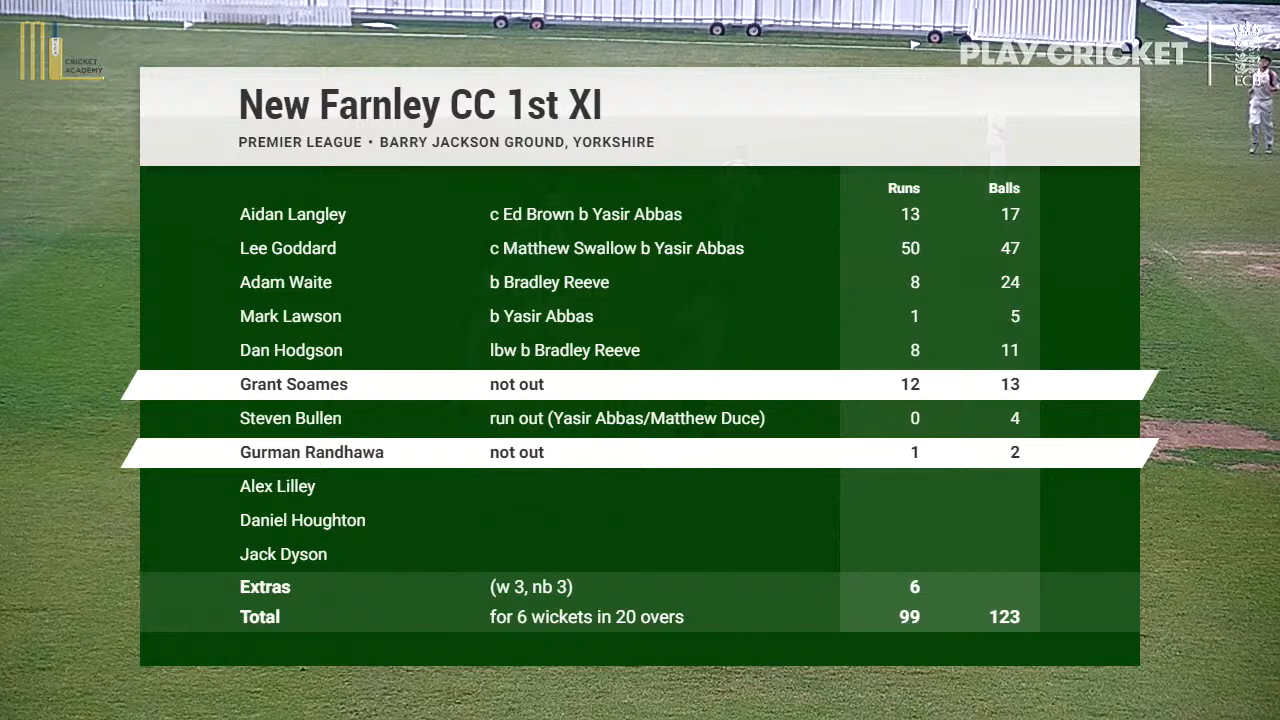 CRICKET
ACADEMY
PLAY-CRICKET
ECB
New Farnley CC 1st XI
PREMIER LEAGUE • BARRY JACKSON GROUND, YORKSHIRE
Runs Balls
Aidan Langley c Ed Brown b Yasir Abbas 13 17
Lee Goddard c Matthew Swallow b Yasir Abbas 50 47
Adam Waite b Bradley Reeve 8 24
Mark Lawson b Yasir Abbas 1 5
Dan Hodgson lbw b Bradley Reeve 8 11
Grant Soames not out 12 13
Steven Bullen run out (Yasir Abbas/Matthew Duce) 0 4
Gurman Randhawa not out 1 2
Alex Lilley
Daniel Houghton
Jack Dyson
Extras (w 3, nb 3) 6
Total for 6 wickets in 20 overs 99 123